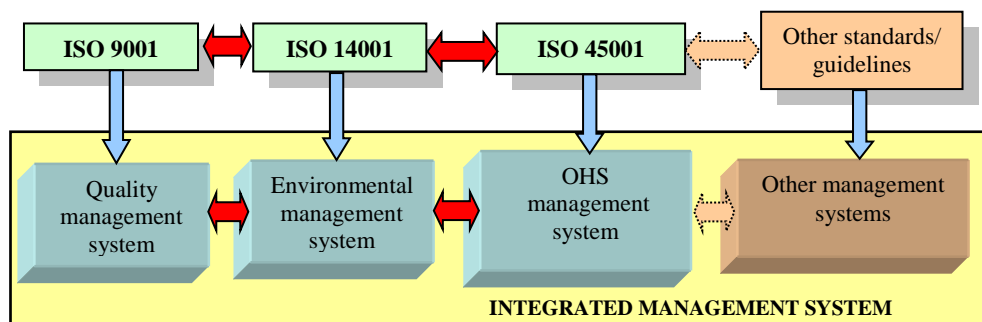 ISO 9001
ISO 14001
ISO 45001
Other standards/
guidelines
Quality
management
system
Environmental
management
system
OHS
management
system
Other management
systems
INTEGRATED MANAGEMENT SYSTEM